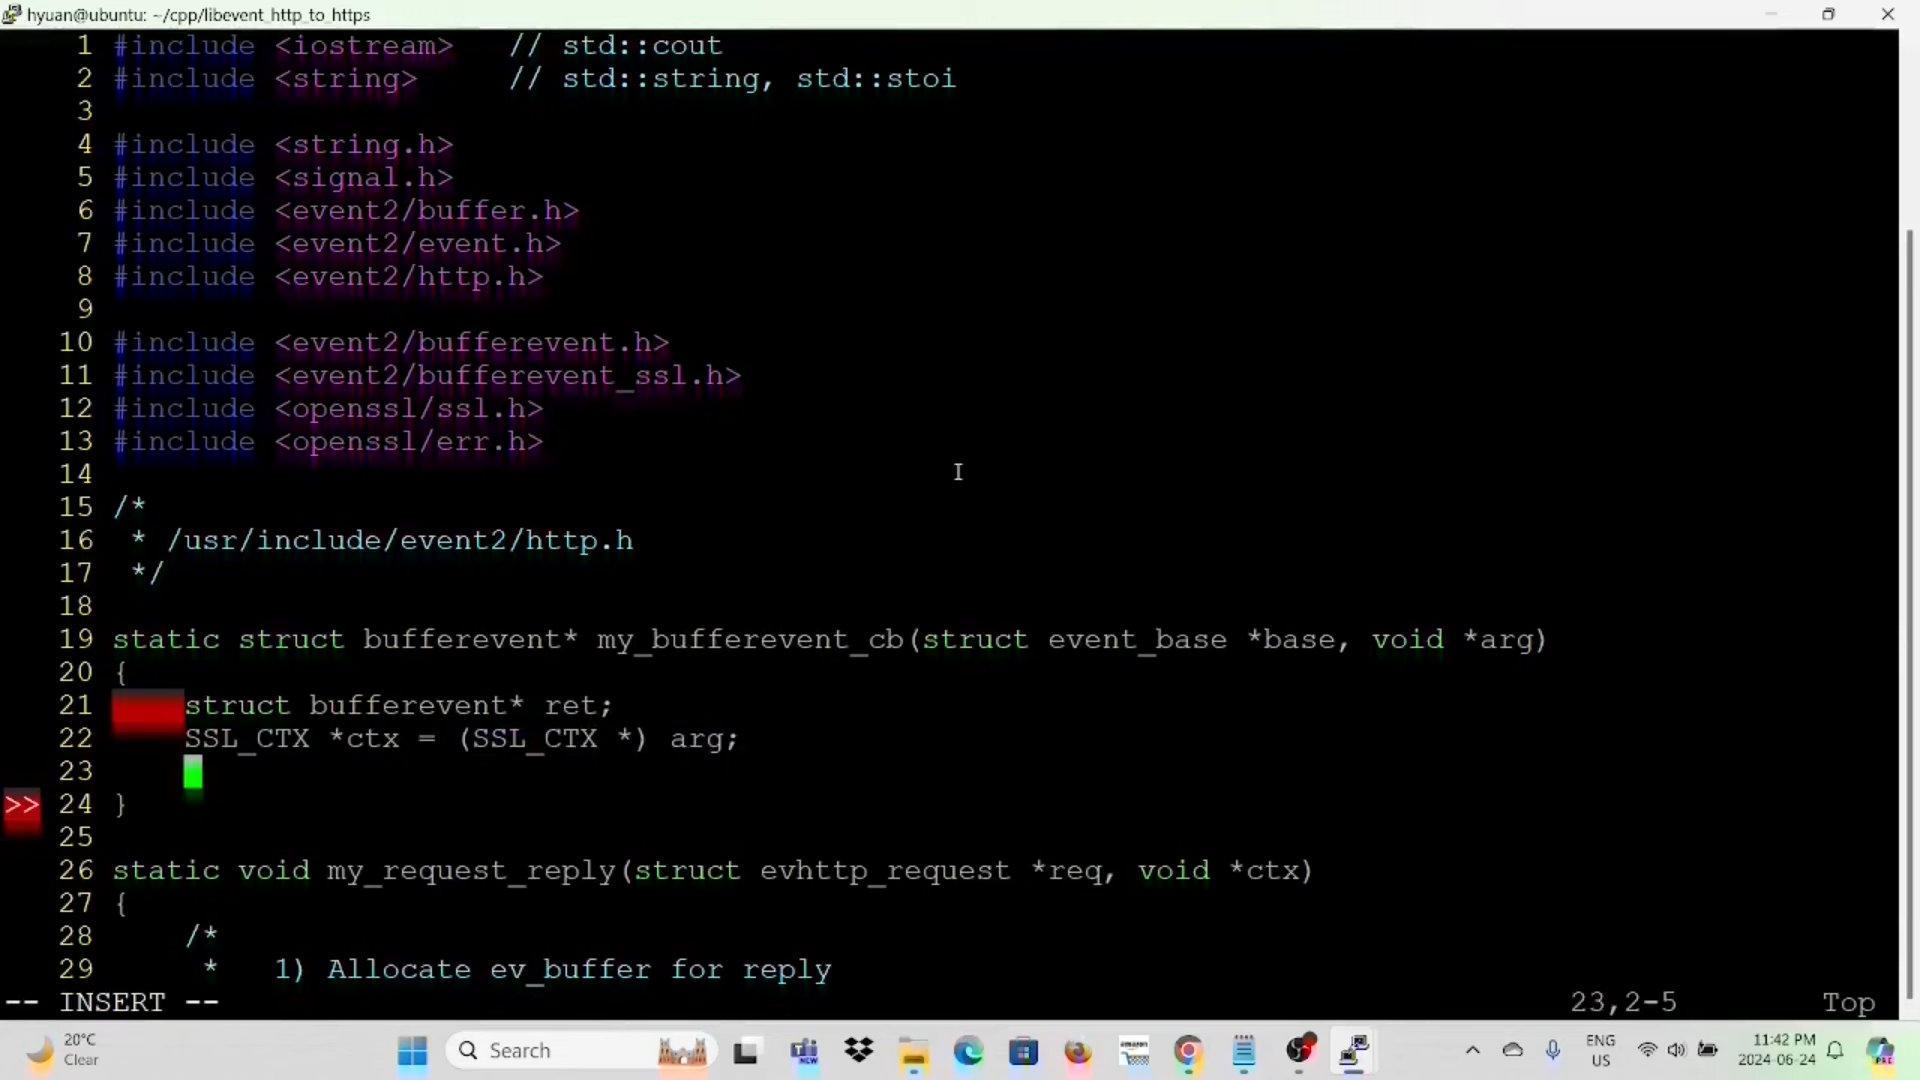 hyuan@ubuntu: ~/cpp/libevent_http_to_https
1 #include <iostream>   // std::cout
2 #include <string>     // std::string, std::stoi
3
4 #include <string.h>
5 #include <signal.h>
6 #include <event2/buffer.h>
7 #include <event2/event.h>
8 #include <event2/http.h>
9
10 #include <event2/bufferevent.h>
11 #include <event2/bufferevent_ssl.h>
12 #include <openssl/ssl.h>
13 #include <openssl/err.h>
14
15 /*
16  * /usr/include/event2/http.h
17  */
18
19 static struct bufferevent* my_bufferevent_cb(struct event_base *base, void *arg)
20 {
21     struct bufferevent* ret;
22     SSL_CTX *ctx = (SSL_CTX *) arg;
23
>> 24 }
25
26 static void my_request_reply(struct evhttp_request *req, void *ctx)
27 {
28     /*
29      *   1) Allocate ev_buffer for reply
-- INSERT -- 23,2-5 Top
20°C
Clear
Search
NEW
amazon
ENG
US
11:42 PM
2024-06-24
PRE